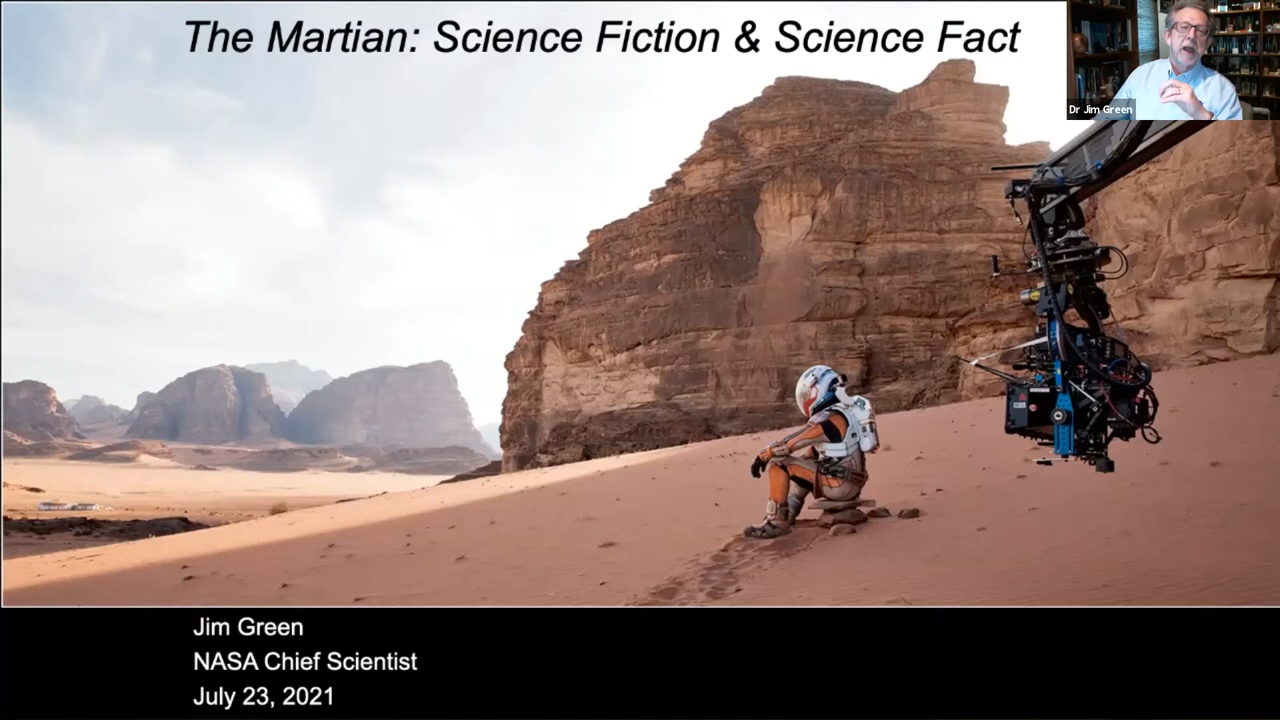 The Martian: Science Fiction & Science Fact
Dr Jim Green
Jim Green
NASA Chief Scientist
July 23, 2021